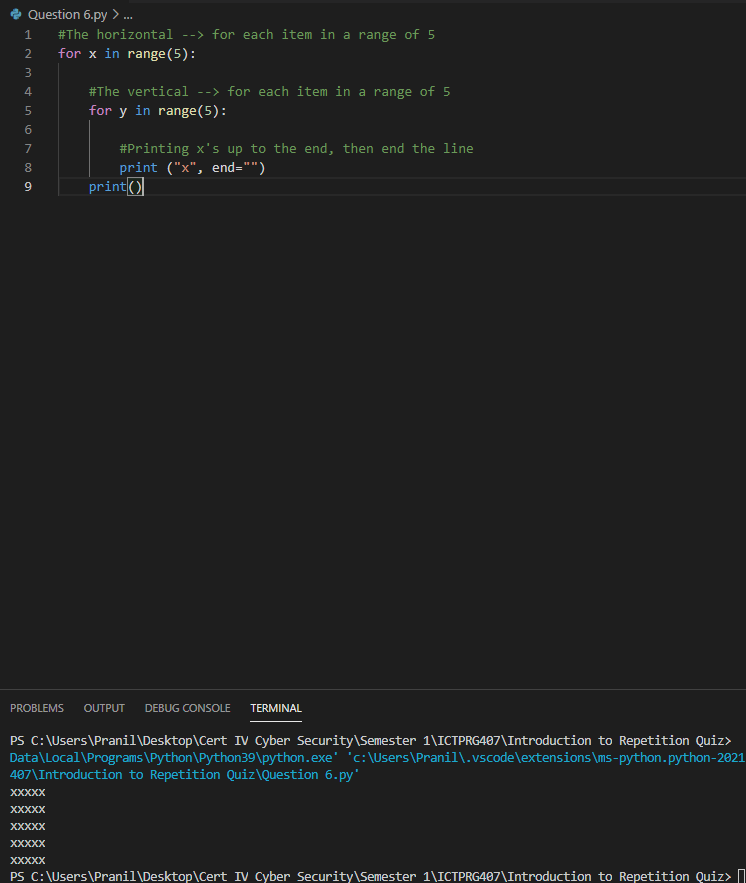 Question 6.py > ...
1 #The horizontal --> for each item in a range of 5
2 for x in range(5):
3
4     #The vertical --> for each item in a range of 5
5     for y in range(5):
6
7         #Printing x's up to the end, then end the line
8         print ("x", end="")
9     print()
PROBLEMS OUTPUT DEBUG CONSOLE TERMINAL
PS C:\Users\Pranil\Desktop\Cert IV Cyber Security\Semester 1\ICTPRG407\Introduction to Repetition Quiz>
Data\Local\Programs\Python\Python39\python.exe' 'c:\Users\Pranil\.vscode\extensions\ms-python.python-2021
407\Introduction to Repetition Quiz\Question 6.py'
xxxxx
xxxxx
xxxxx
xxxxx
xxxxx
PS C:\Users\Pranil\Desktop\Cert IV Cyber Security\Semester 1\ICTPRG407\Introduction to Repetition Quiz>